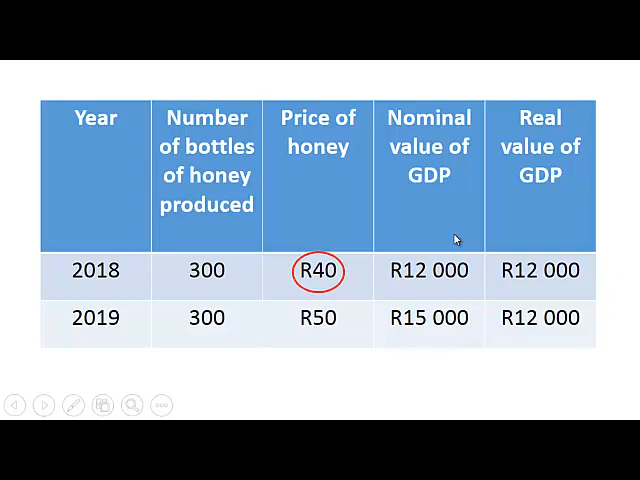 Year
Number of bottles of honey produced
Price of honey
Nominal value of GDP
Real value of GDP
2018 300 R40 R12 000 R12 000
2019 300 R50 R15 000 R12 000